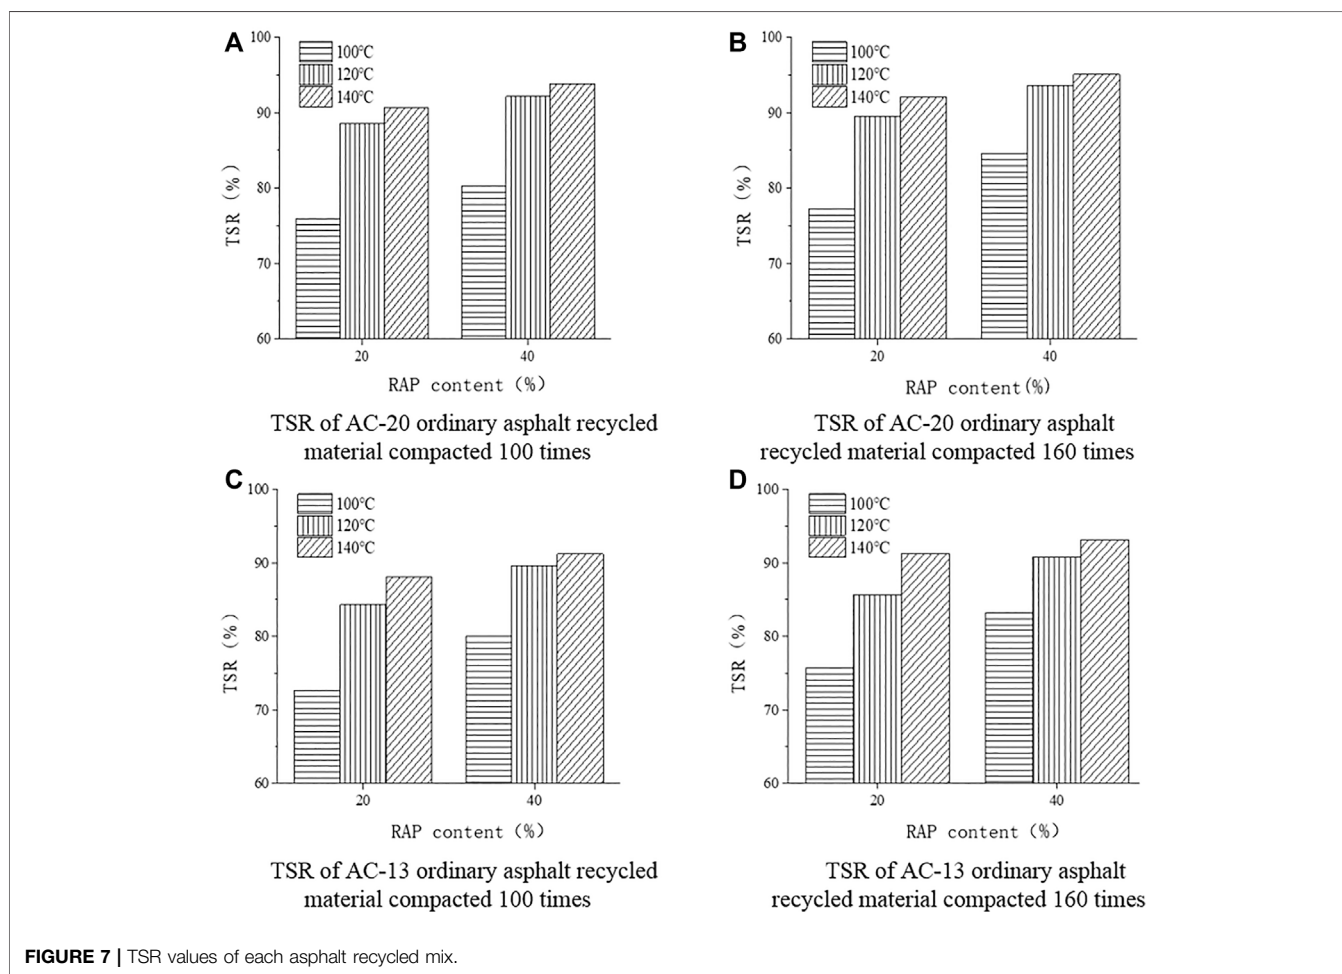 A
100
90
80
70
60
TSR (%)
100℃
120℃
140℃
20
40
RAP content (%)
TSR of AC-20 ordinary asphalt recycled
material compacted 100 times
B
100
90
80
70
60
TSR (%)
100℃
120℃
140℃
20
40
RAP content(%)
TSR of AC-20 ordinary asphalt
recycled material compacted 160 times
C
100
90
80
70
60
TSR (%)
100℃
120℃
140℃
20
40
RAP content (%)
TSR of AC-13 ordinary asphalt recycled
material compacted 100 times
D
100
90
80
70
60
TSR (%)
100℃
120℃
140℃
20
40
RAP content (%)
TSR of AC-13 ordinary asphalt
recycled material compacted 160 times
FIGURE 7 | TSR values of each asphalt recycled mix.